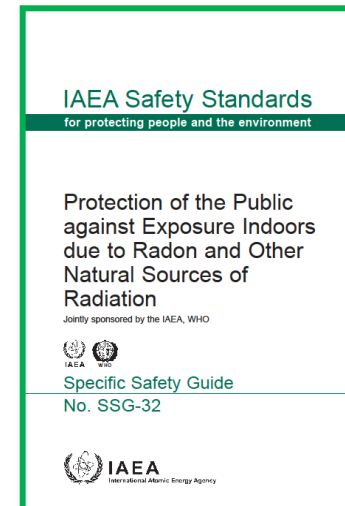 IAEA Safety Standards
for protecting people and the environment
Protection of the Public
against Exposure Indoors
due to Radon and Other
Natural Sources of
Radiation
Jointly sponsored by the IAEA, WHO
IAEA WHO
Specific Safety Guide
No. SSG-32
IAEA
International Atomic Energy Agency